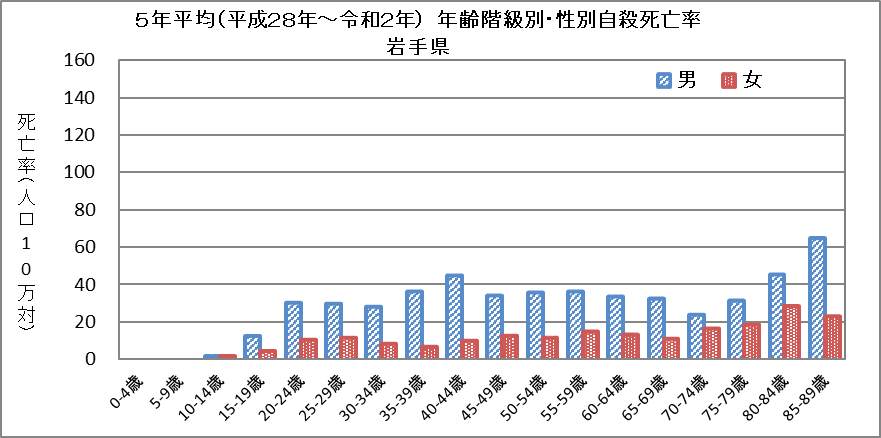 ５年平均(平成28年～令和2年) 年齢階級別・性別自殺死亡率
岩手県
男 女
死亡率(人口１０万対)
160
140
120
100
80
60
40
20
0
0-4歳
5-9歳
10-14歳
15-19歳
20-24歳
25-29歳
30-34歳
35-39歳
40-44歳
45-49歳
50-54歳
55-59歳
60-64歳
65-69歳
70-74歳
75-79歳
80-84歳
85-89歳